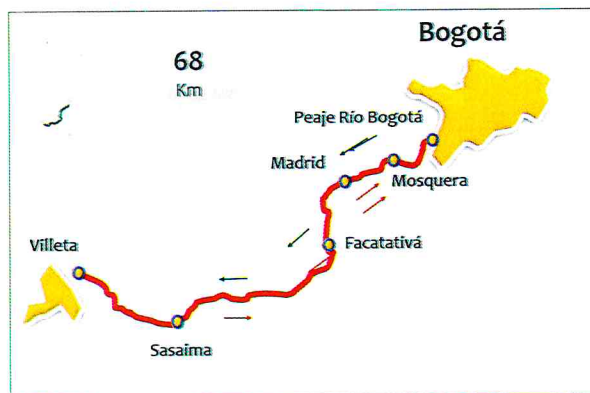 Bogotá
68
Km
Peaje Río Bogotá
Madrid
Mosquera
Facatativá
Villeta
Sasaima